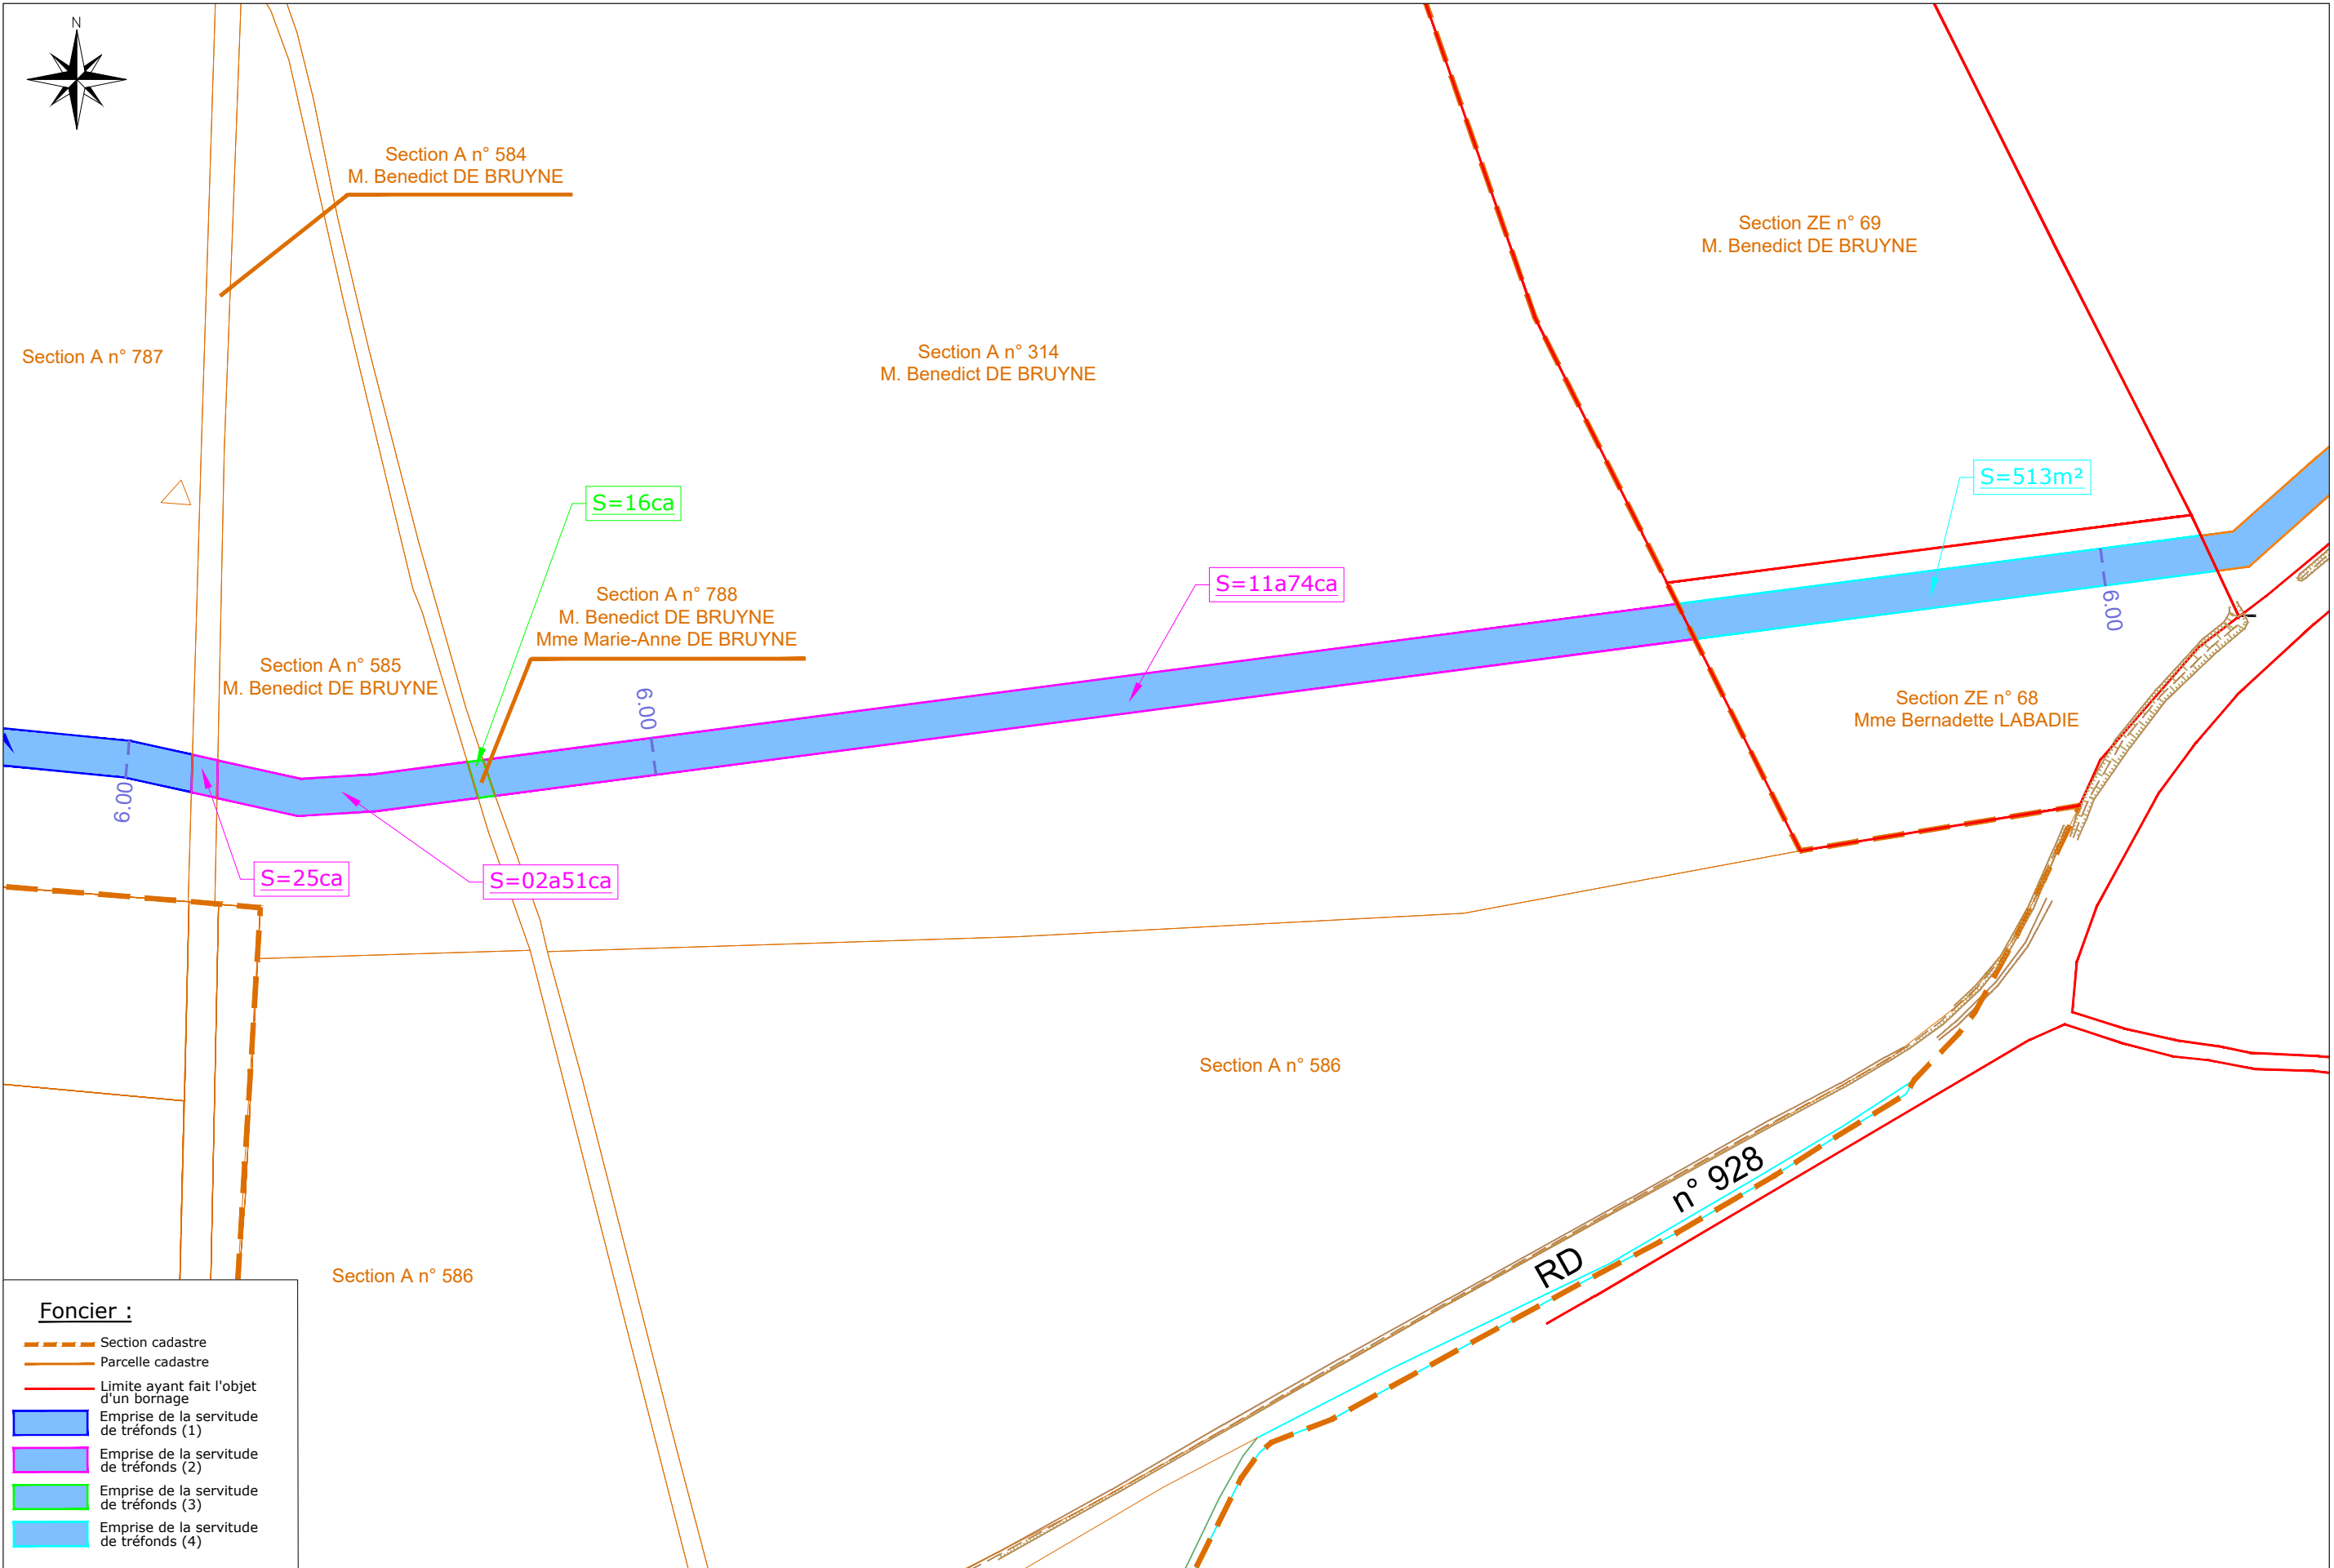 N
Section A n° 584
M. Benedict DE BRUYNE
Section ZE n° 69
M. Benedict DE BRUYNE
Section A n° 787
Section A n° 314
M. Benedict DE BRUYNE
S=513m²
S=16ca
S=11a74ca
Section A n° 788
M. Benedict DE BRUYNE
Mme Marie-Anne DE BRUYNE
6.00
Section A n° 585
M. Benedict DE BRUYNE
6.00
Section ZE n° 68
Mme Bernadette LABADIE
6.00
S=25ca
S=02a51ca
Section A n° 586
RD n° 928
Section A n° 586
Foncier :
Section cadastre
Parcelle cadastre
Limite ayant fait l'objet
d'un bornage
Emprise de la servitude
de tréfonds (1)
Emprise de la servitude
de tréfonds (2)
Emprise de la servitude
de tréfonds (3)
Emprise de la servitude
de tréfonds (4)